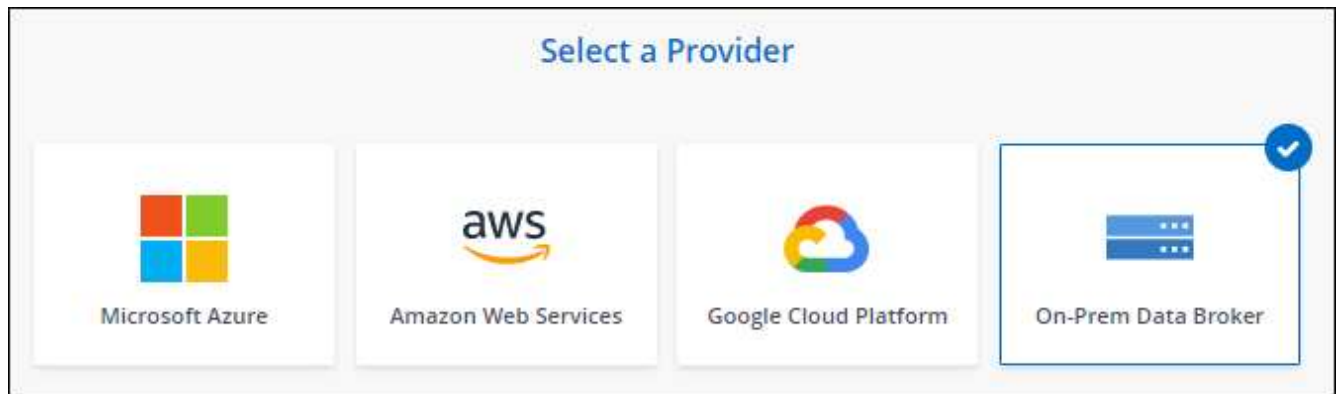 Select a Provider
aws
Microsoft Azure
Amazon Web Services
Google Cloud Platform
On-Prem Data Broker